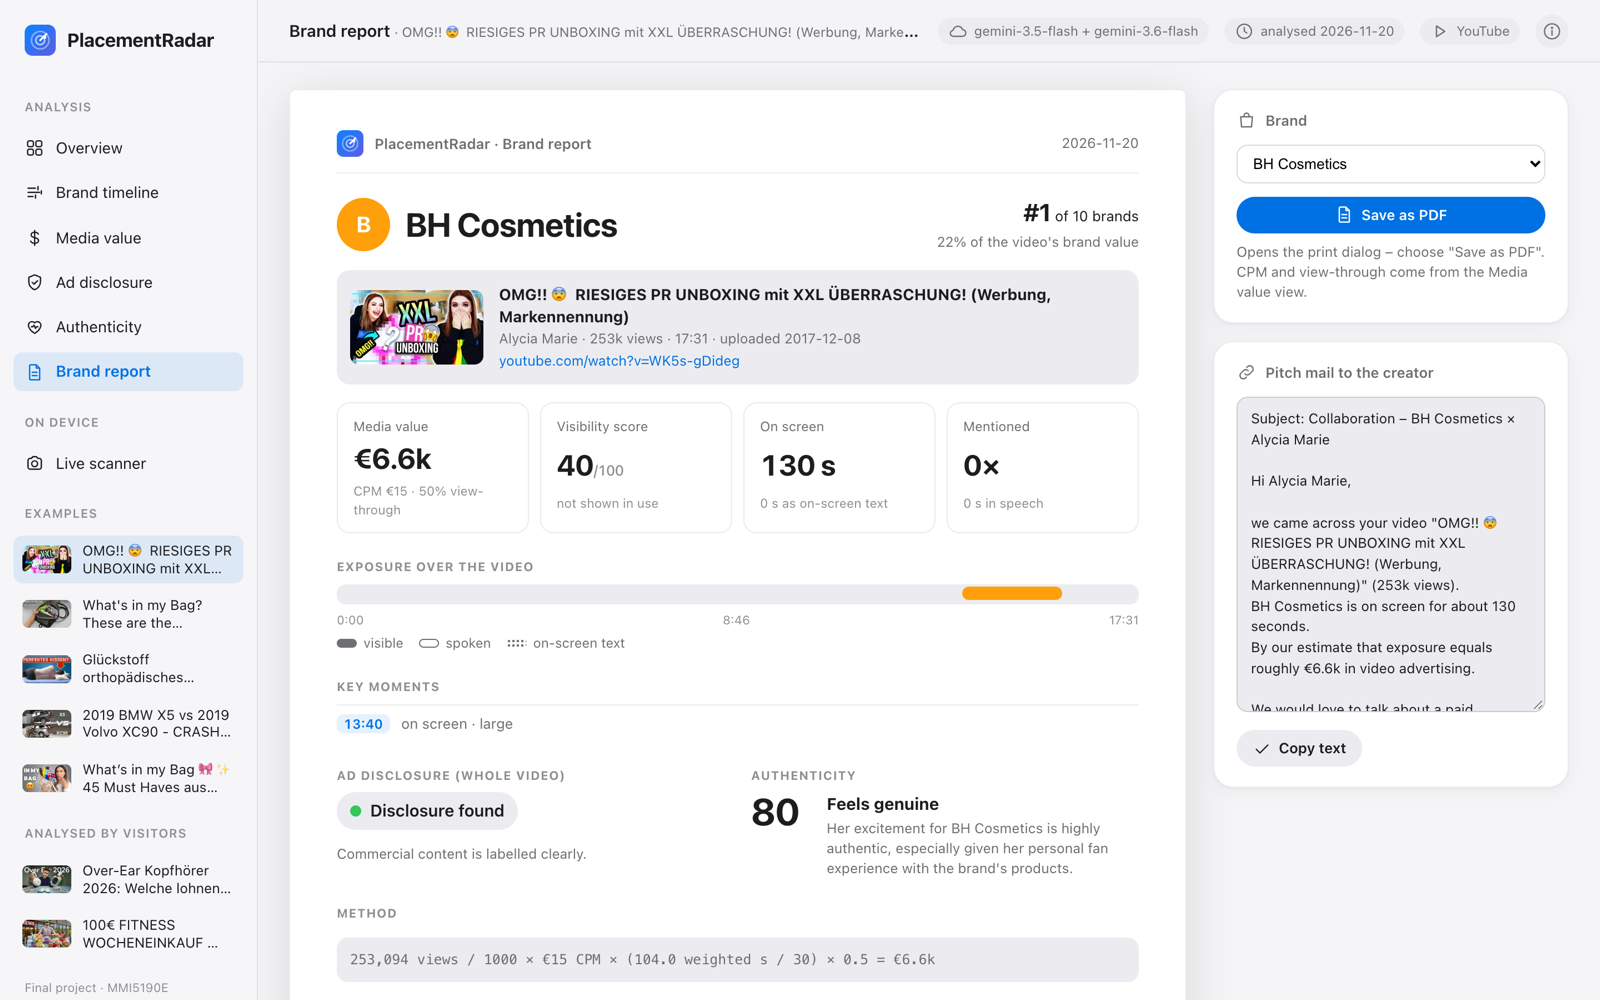 PlacementRadar
ANALYSIS
Overview
Brand timeline
Media value
Ad disclosure
Authenticity
Brand report
ON DEVICE
Live scanner
EXAMPLES
OMG!! 😨 RIESIGES PR
UNBOXING mit XXL...
What's in my Bag?
These are the...
Glückstoff
orthopädisches...
2019 BMW X5 vs 2019
Volvo XC90 - CRASH...
What's in my Bag 🎀 ✨
45 Must Haves aus...
ANALYSED BY VISITORS
Over-Ear Kopfhörer
2026: Welche lohnen...
100€ FITNESS
WOCHENEINKAUF ...
Final project · MMI5190E
Brand report · OMG!! 😨 RIESIGES PR UNBOXING mit XXL ÜBERRASCHUNG! (Werbung, Marke...
gemini-3.5-flash + gemini-3.6-flash
analysed 2026-11-20
YouTube
PlacementRadar · Brand report
2026-11-20
B
BH Cosmetics
#1 of 10 brands
22% of the video's brand value
XXL
PR
UNBOXING
OMG!!
OMG!! 😨 RIESIGES PR UNBOXING mit XXL ÜBERRASCHUNG! (Werbung,
Markennennung)
Alycia Marie · 253k views · 17:31 · uploaded 2017-12-08
youtube.com/watch?v=WK5s-gDideg
Media value
€6.6k
CPM €15 · 50% view-
through
Visibility score
40/100
not shown in use
On screen
130 s
0 s as on-screen text
Mentioned
0×
0 s in speech
EXPOSURE OVER THE VIDEO
0:00
8:46
17:31
visible
spoken
on-screen text
KEY MOMENTS
13:40 on screen · large
AD DISCLOSURE (WHOLE VIDEO)
Disclosure found
Commercial content is labelled clearly.
AUTHENTICITY
80
Feels genuine
Her excitement for BH Cosmetics is highly
authentic, especially given her personal fan
experience with the brand's products.
METHOD
253,094 views / 1000 × €15 CPM × (104.0 weighted s / 30) × 0.5 = €6.6k
Brand
BH Cosmetics
Save as PDF
Opens the print dialog – choose "Save as PDF".
CPM and view-through come from the Media
value view.
Pitch mail to the creator
Subject: Collaboration – BH Cosmetics ×
Alycia Marie
Hi Alycia Marie,
we came across your video "OMG!! 😨
RIESIGES PR UNBOXING mit XXL
ÜBERRASCHUNG! (Werbung,
Markennennung)" (253k views).
BH Cosmetics is on screen for about 130
seconds.
By our estimate that exposure equals
roughly €6.6k in video advertising.
We would love to talk about a paid
Copy text